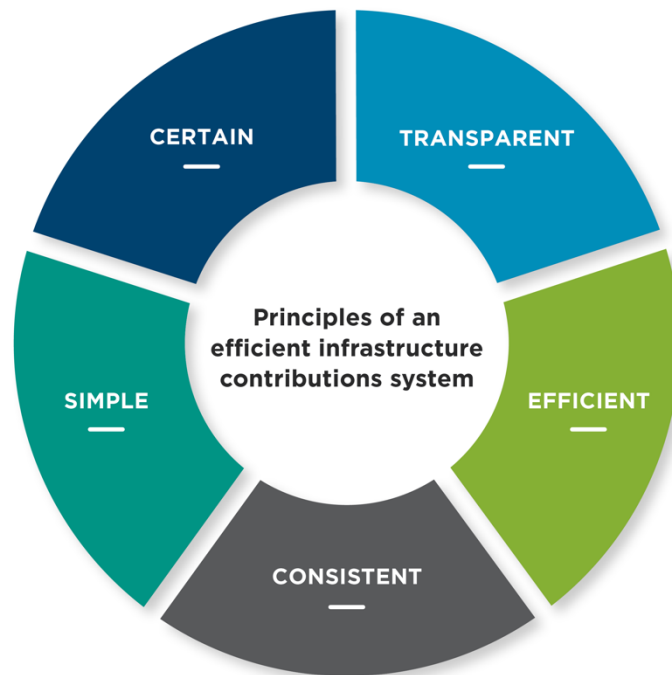 CERTAIN
TRANSPARENT
Principles of an
efficient infrastructure
contributions system
SIMPLE
EFFICIENT
CONSISTENT